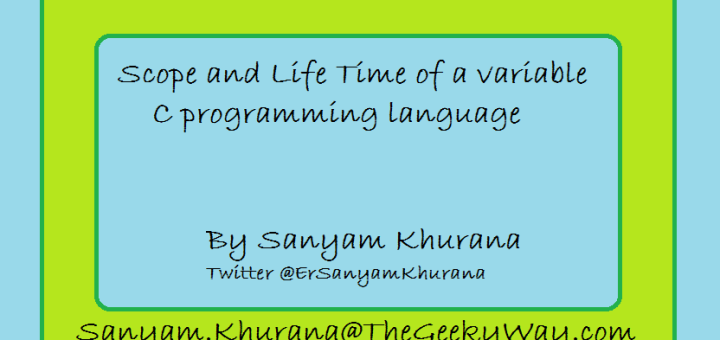 Scope and Life Time of a variable
C programming language
By Sanyam Khurana
Twitter @ErSanyamKhurana
Sanyam.Khurana@TheGeekyWay.com